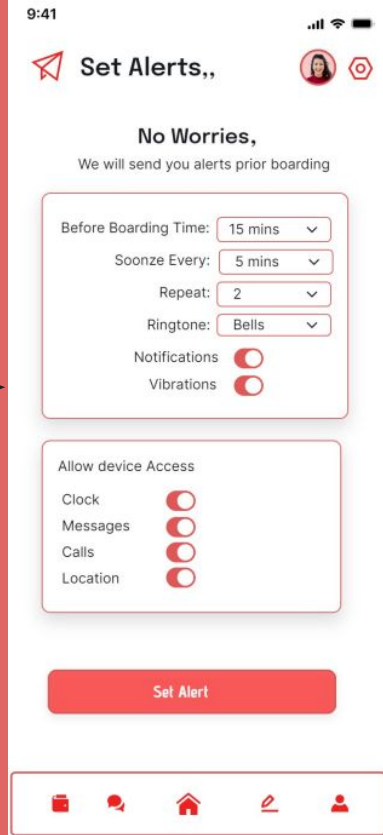 9:41
Set Alerts,,
No Worries,
We will send you alerts prior boarding
Before Boarding Time: 15 mins
Soonze Every: 5 mins
Repeat: 2
Ringtone: Bells
Notifications
Vibrations
Allow device Access
Clock
Messages
Calls
Location
Set Alert